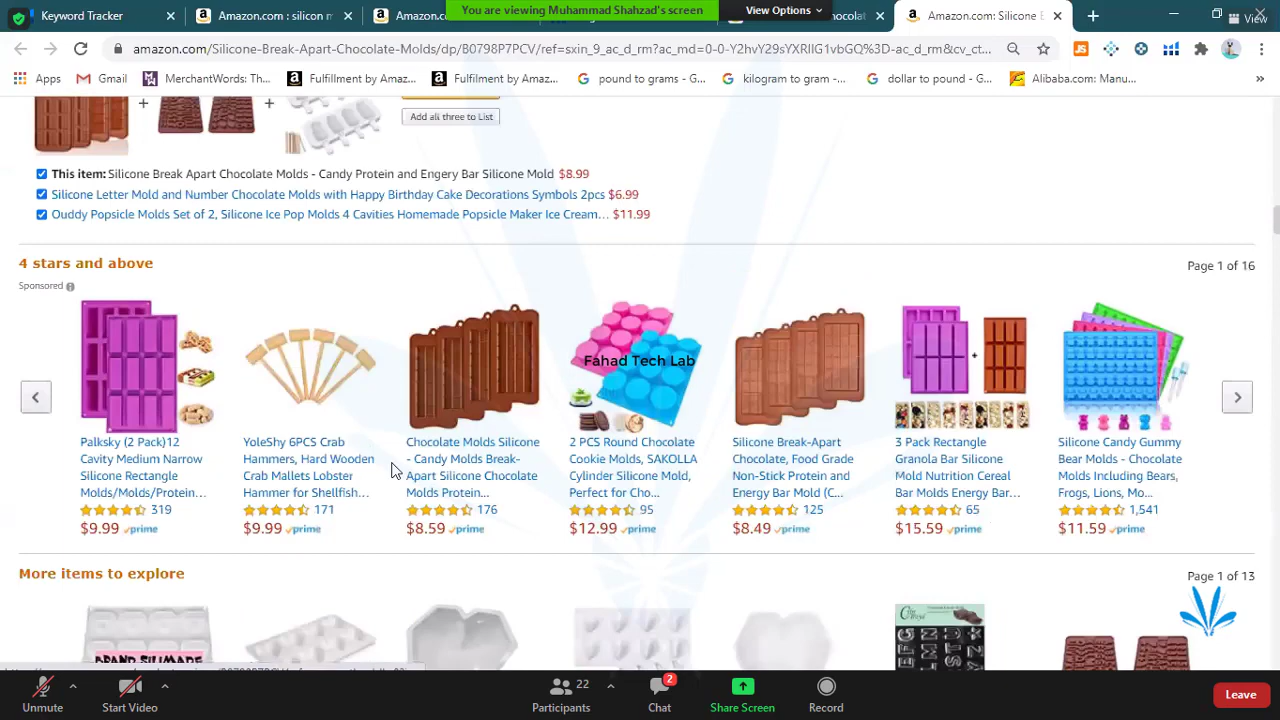 You are viewing Muhammad Shahzad's screen
View Options
View
Keyword Tracker
Amazon.com : silicon m
Amazon.com: Silicone E
amazon.com/Silicone-Break-Apart-Chocolate-Molds/dp/B0798P7PCV/ref=sxin_9_ac_d_rm?ac_md=0-0-Y2hvY29sYXRlIG1vbGQ%3D-ac_d_rm&cv_ct...
Apps
Gmail
MerchantWords: Th...
Fulfillment by Amaz...
Fulfilment by Amaz...
pound to grams - G...
kilogram to gram -...
dollar to pound - G...
Alibaba.com: Manu...
»
+
+
Add all three to List
This item: Silicone Break Apart Chocolate Molds - Candy Protein and Engery Bar Silicone Mold $8.99
Silicone Letter Mold and Number Chocolate Molds with Happy Birthday Cake Decorations Symbols 2pcs $6.99
Ouddy Popsicle Molds Set of 2, Silicone Ice Pop Molds 4 Cavities Homemade Popsicle Maker Ice Cream... $11.99
4 stars and above
Page 1 of 16
Sponsored
Fahad Tech Lab
Palksky (2 Pack)12
Cavity Medium Narrow
Silicone Rectangle
Molds/Molds/Protein...
319
$9.99 prime
YoleShy 6PCS Crab
Hammers, Hard Wooden
Crab Mallets Lobster
Hammer for Shellfish...
171
$9.99 prime
Chocolate Molds Silicone
- Candy Molds Break-
Apart Silicone Chocolate
Molds Protein...
176
$8.59 prime
2 PCS Round Chocolate
Cookie Molds, SAKOLLA
Cylinder Silicone Mold,
Perfect for Cho...
95
$12.99 prime
Silicone Break-Apart
Chocolate, Food Grade
Non-Stick Protein and
Energy Bar Mold (C...
125
$8.49 prime
3 Pack Rectangle
Granola Bar Silicone
Mold Nutrition Cereal
Bar Molds Energy Bar...
65
$15.59 prime
Silicone Candy Gummy
Bear Molds - Chocolate
Molds Including Bears,
Frogs, Lions, Mo...
1,541
$11.59 prime
More items to explore
Page 1 of 13
Unmute
Start Video
22
Participants
2
Chat
Share Screen
Record
Leave